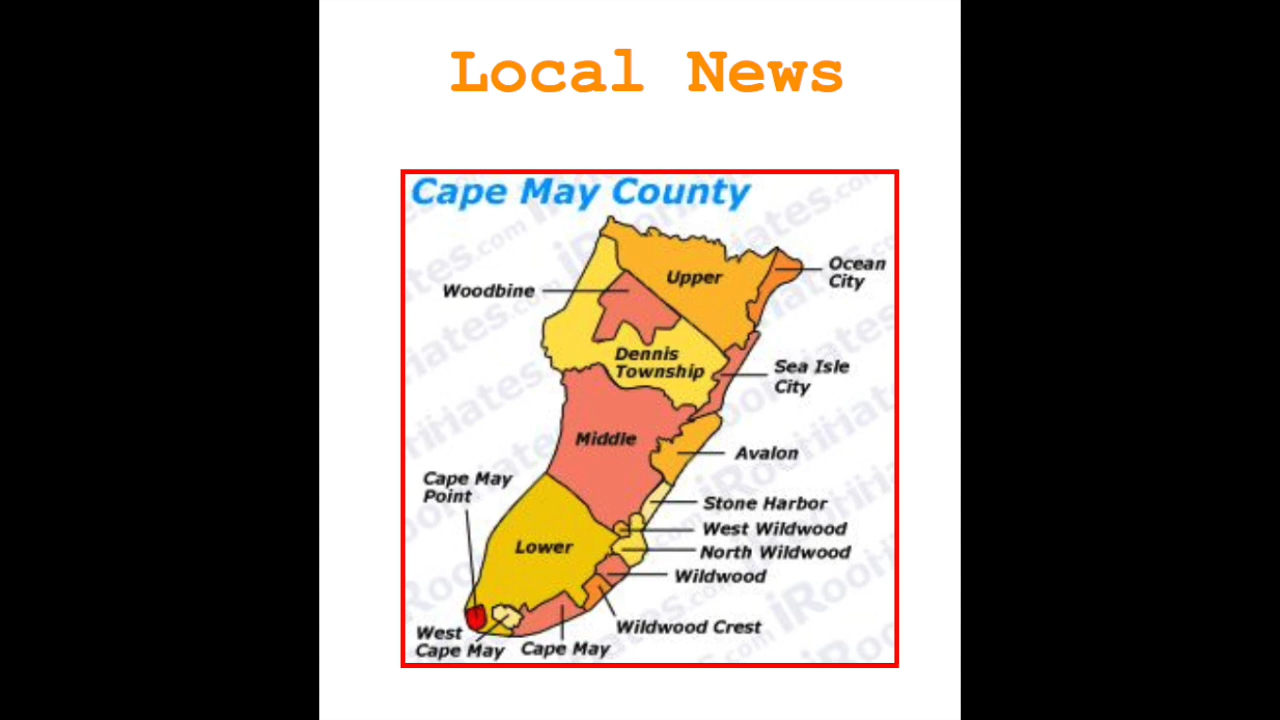 Local News
Cape May County
Ocean
City
Upper
Woodbine
Dennis
Township
Sea Isle
City
Middle
Avalon
Cape May
Point
Stone Harbor
West Wildwood
North Wildwood
Lower
Wildwood
Wildwood Crest
West
Cape May
Cape May